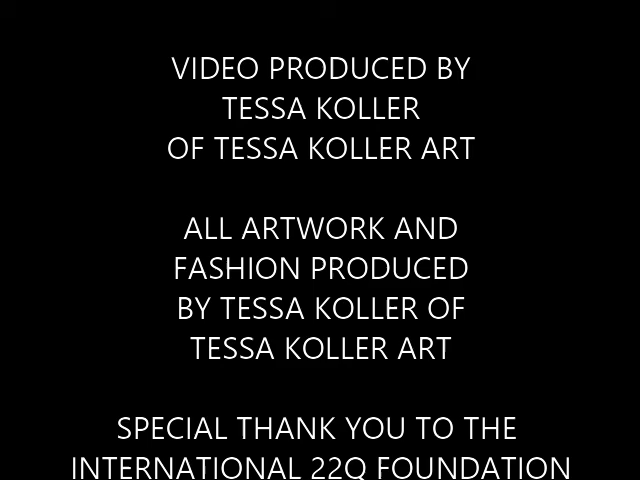 VIDEO PRODUCED BY
TESSA KOLLER
OF TESSA KOLLER ART
ALL ARTWORK AND
FASHION PRODUCED
BY TESSA KOLLER OF
TESSA KOLLER ART
SPECIAL THANK YOU TO THE
INTERNATIONAL 22Q FOUNDATION